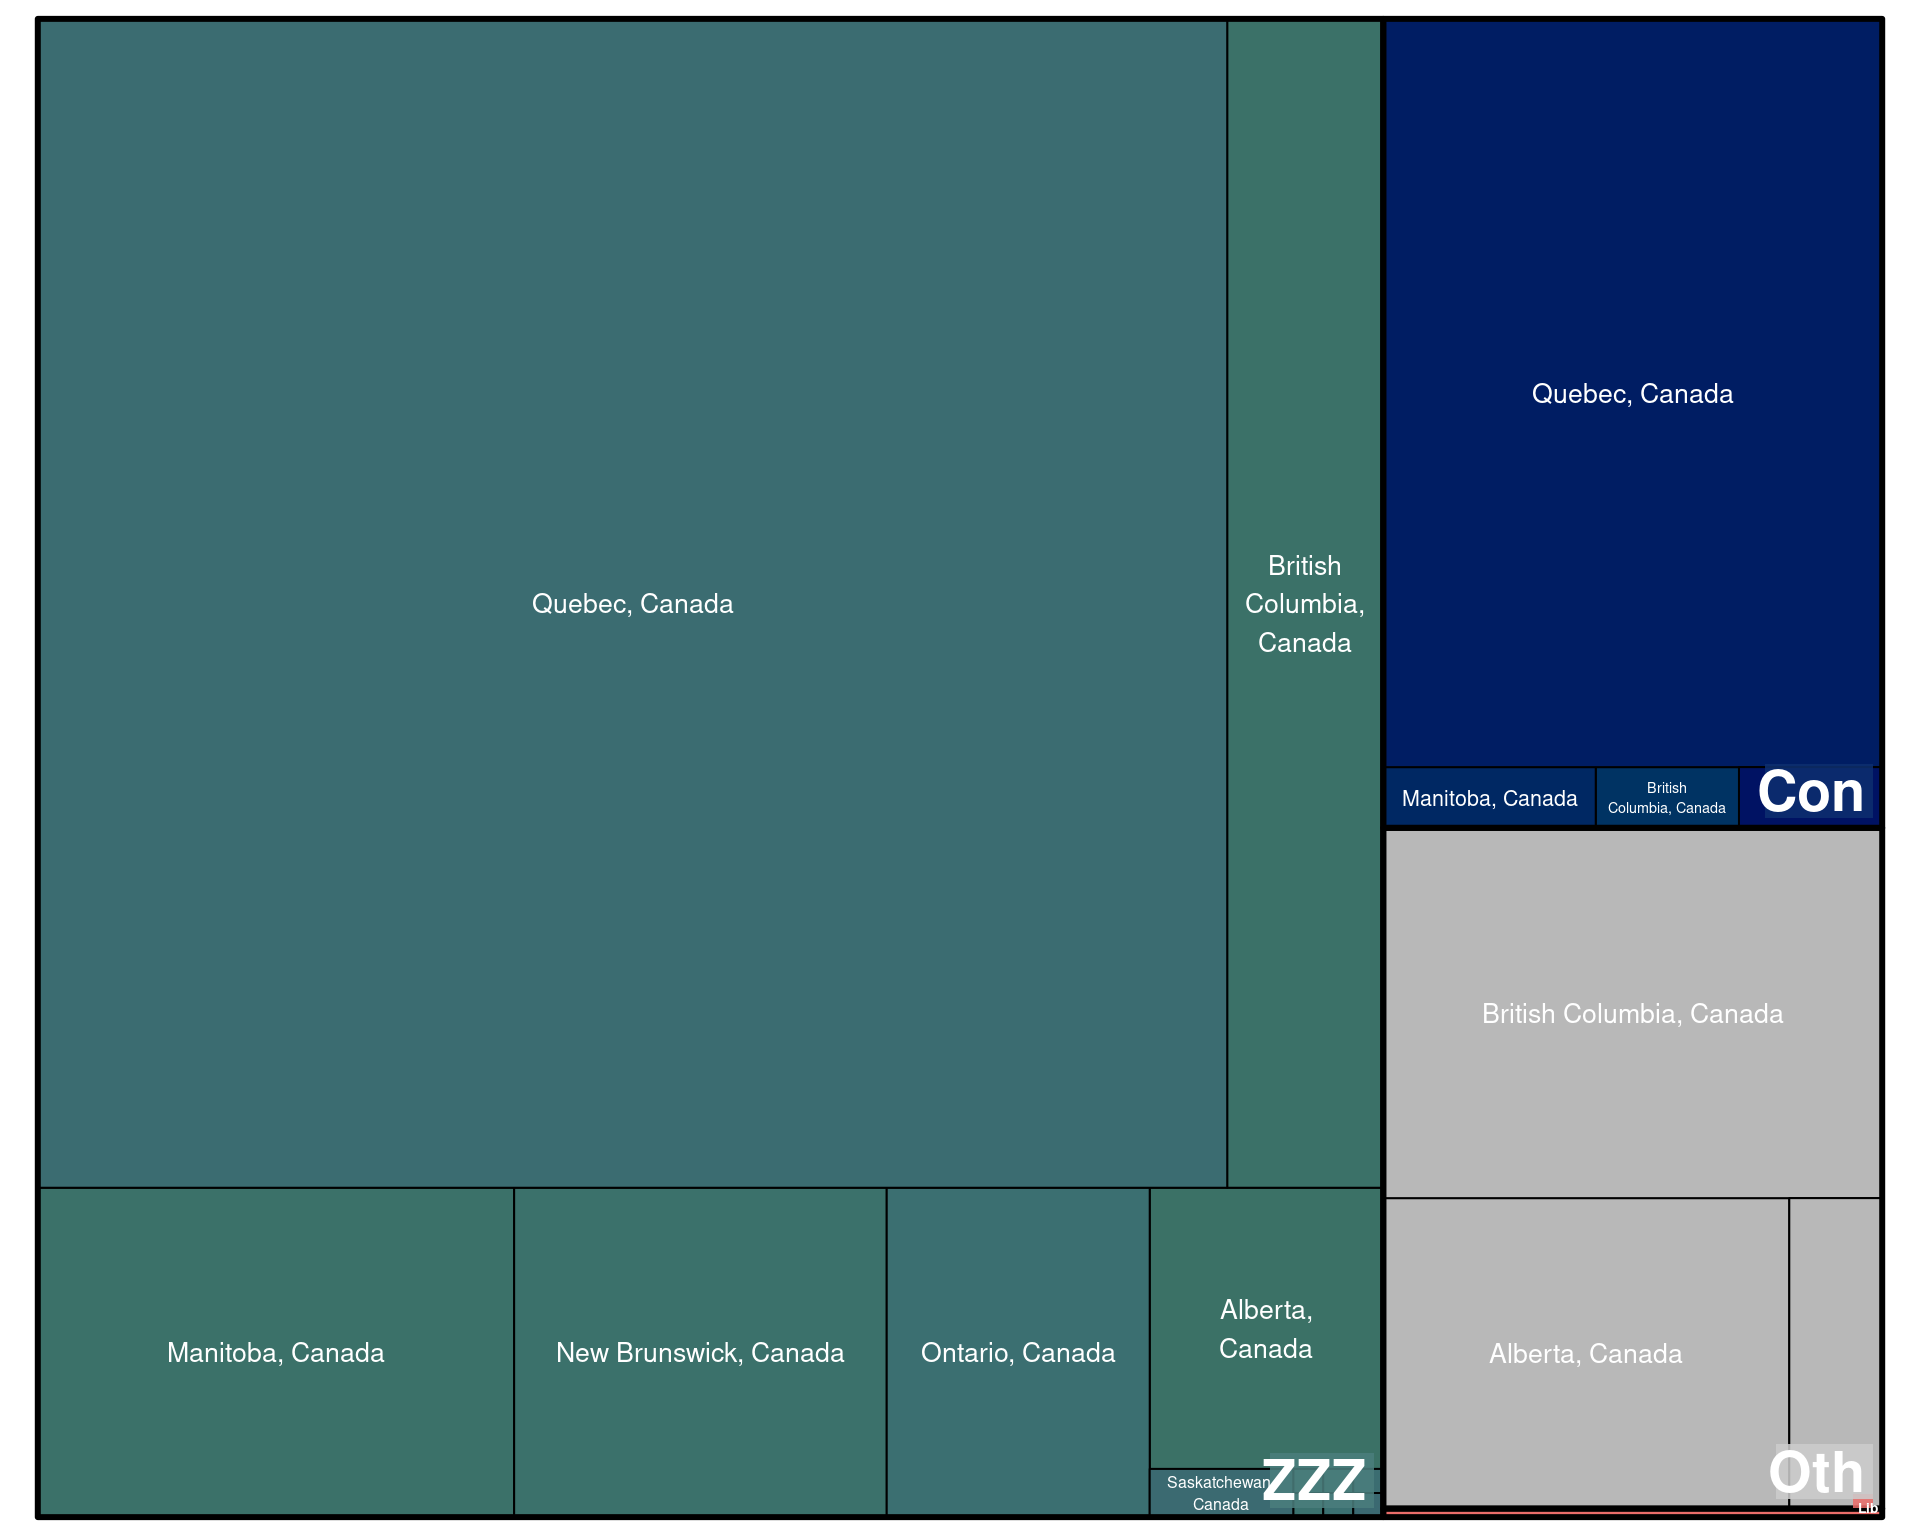 Quebec, Canada
British
Columbia,
Canada
Manitoba, Canada
New Brunswick, Canada
Ontario, Canada
Alberta,
Canada
Saskatchewan
Canada
ZZZ
Quebec, Canada
Manitoba, Canada
British
Columbia, Canada
Con
British Columbia, Canada
Alberta, Canada
Oth
Lib